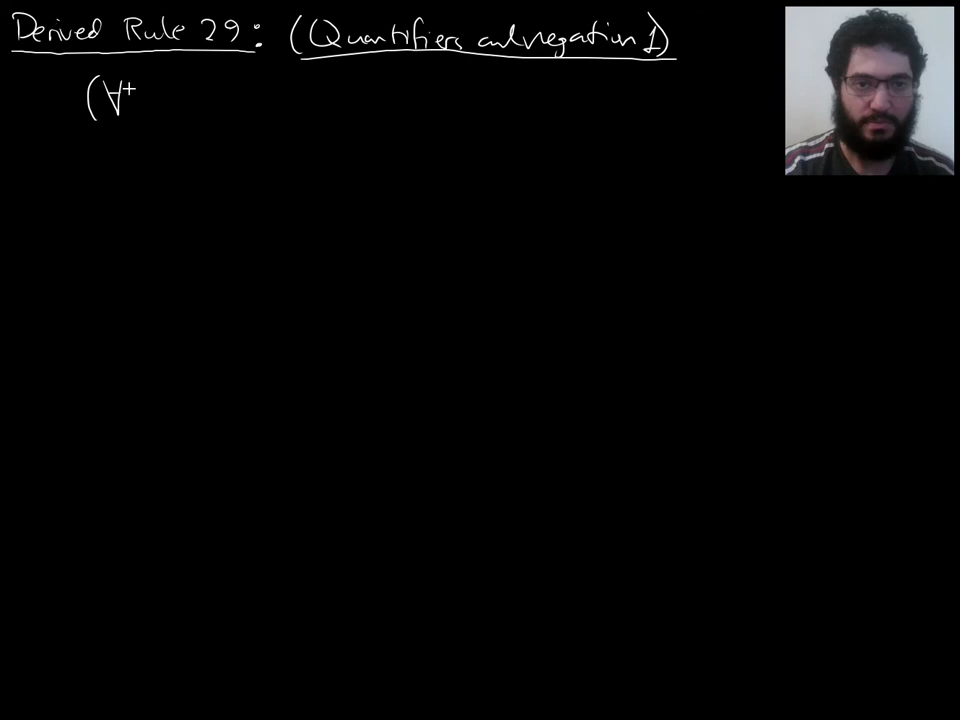 Derived Rule 29: (Quantifiers and negation 1)
(∀+